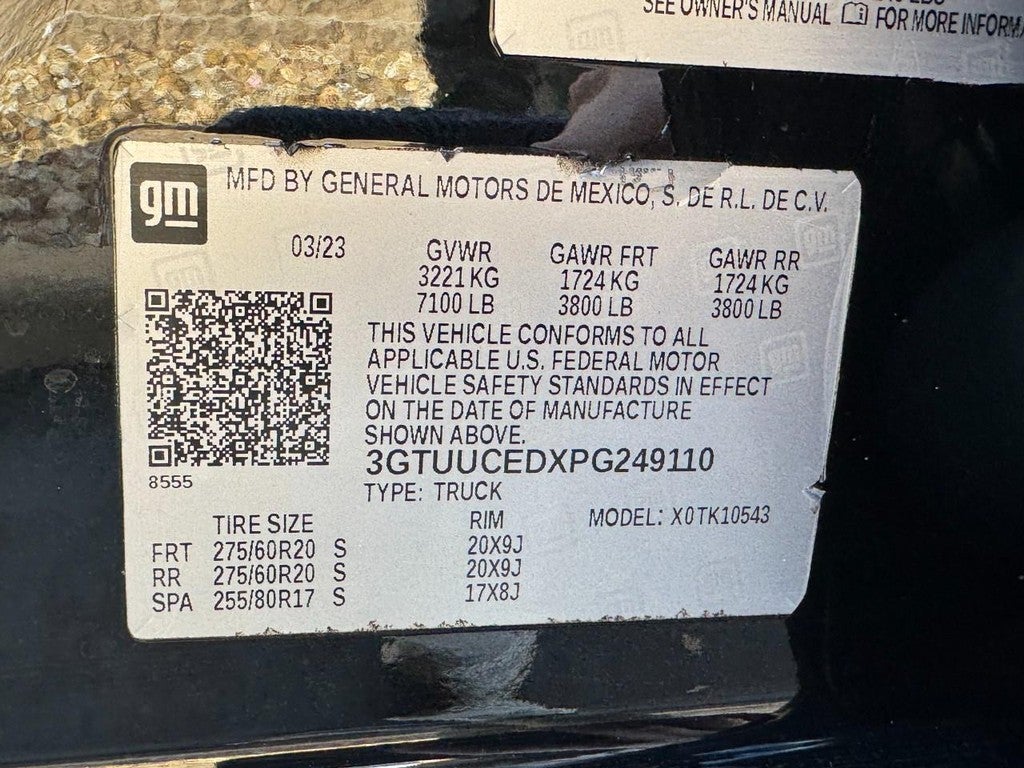 SEE OWNER'S MANUAL FOR MORE
gm MFD BY GENERAL MOTORS DE MEXICO, S. DE R.L. DE C.V.
03/23 GVWR GAWR FRT GAWR RR
3221 KG 1724 KG 1724 KG
7100 LB 3800 LB 3800 LB
THIS VEHICLE CONFORMS TO ALL
APPLICABLE U.S. FEDERAL MOTOR
VEHICLE SAFETY STANDARDS IN EFFECT
ON THE DATE OF MANUFACTURE
SHOWN ABOVE.
3GTUUCEDXPG249110
8555
TYPE: TRUCK
TIRE SIZE RIM MODEL: X0TK10543
FRT 275/60R20 S 20X9J
RR 275/60R20 S 20X9J
SPA 255/80R17 S 17X8J